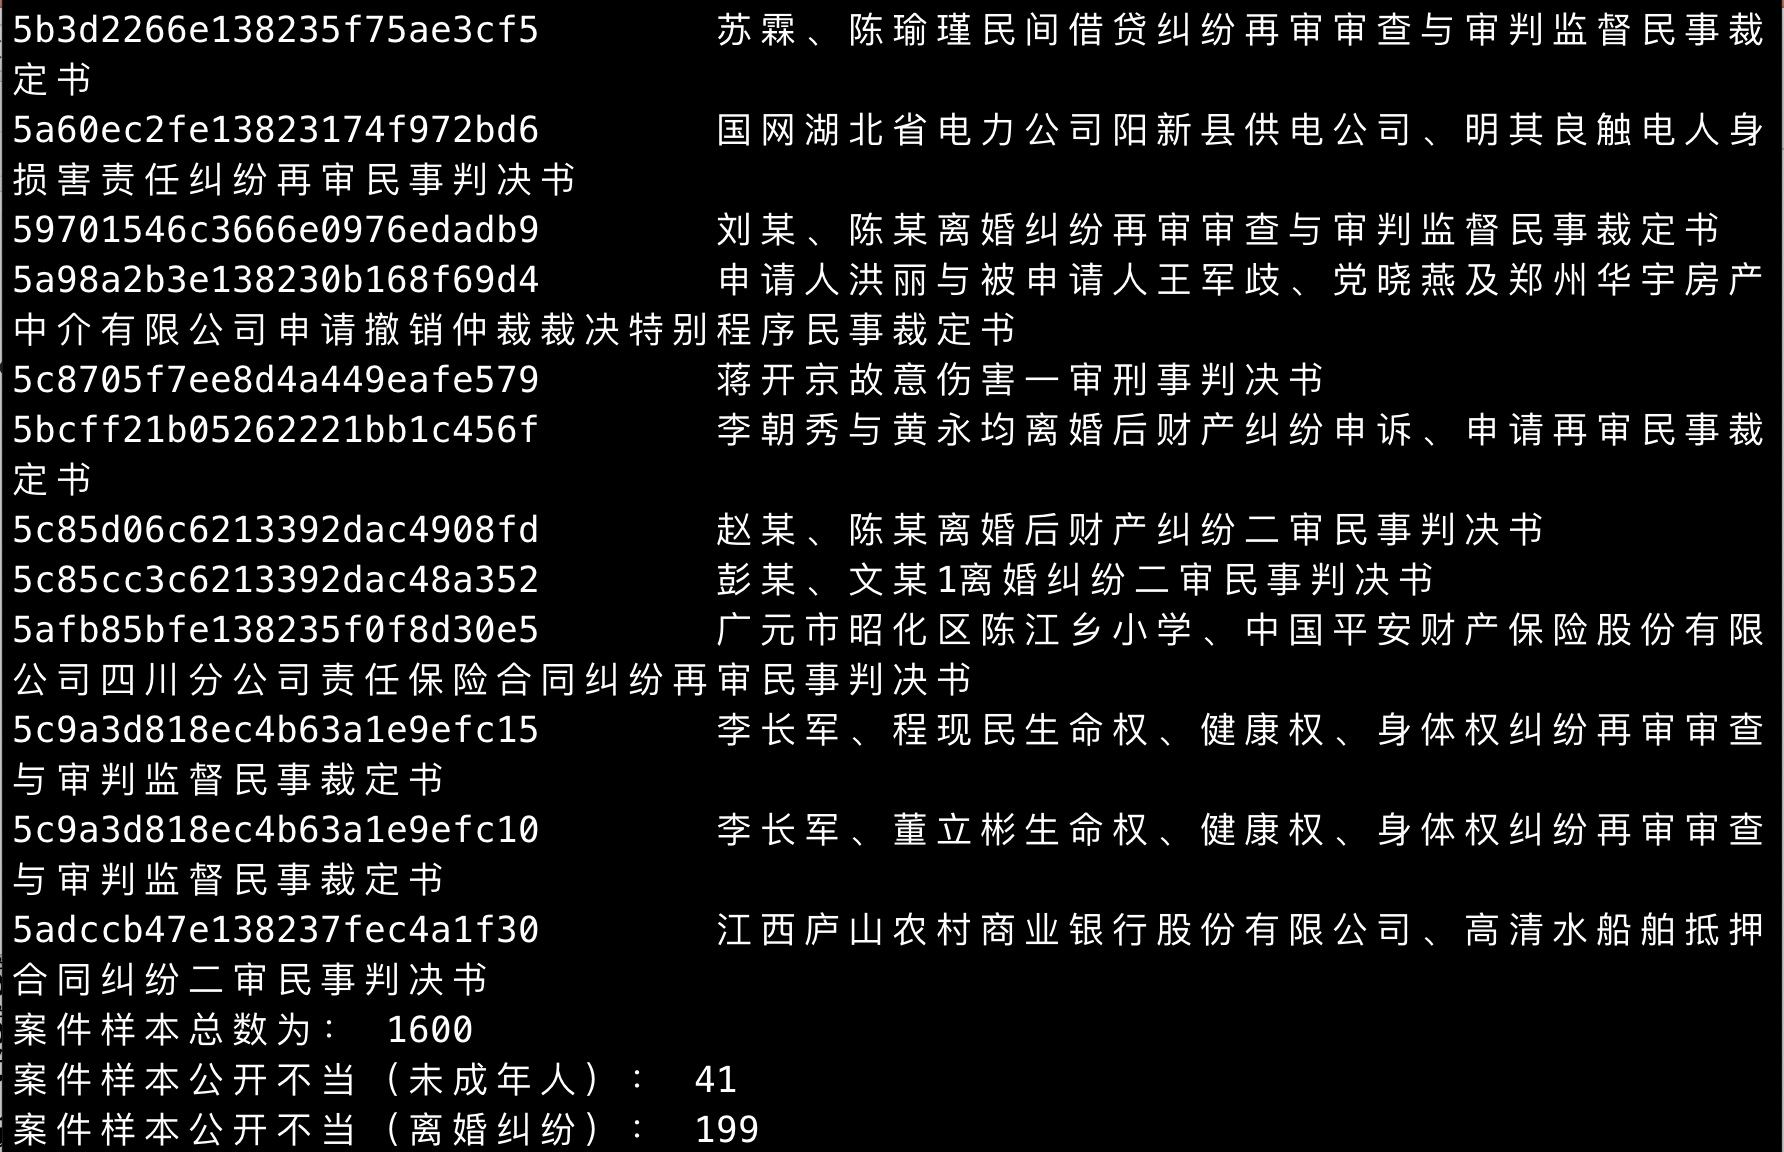 5b3d2266e138235f75ae3cf5 苏霖、陈瑜瑾民间借贷纠纷再审审查与审判监督民事裁
定书
5a60ec2fe13823174f972bd6 国网湖北省电力公司阳新县供电公司、明其良触电人身
损害责任纠纷再审民事判决书
59701546c3666e0976edadb9 刘某、陈某离婚纠纷再审审查与审判监督民事裁定书
5a98a2b3e138230b168f69d4 申请人洪丽与被申请人王军歧、党晓燕及郑州华宇房产
中介有限公司申请撤销仲裁裁决特别程序民事裁定书
5c8705f7ee8d4a449eafe579 蒋开京故意伤害一审刑事判决书
5bcff21b05262221bb1c456f 李朝秀与黄永均离婚后财产纠纷申诉、申请再审民事裁
定书
5c85d06c6213392dac4908fd 赵某、陈某离婚后财产纠纷二审民事判决书
5c85cc3c6213392dac48a352 彭某、文某1离婚纠纷二审民事判决书
5afb85bfe138235f0f8d30e5 广元市昭化区陈江乡小学、中国平安财产保险股份有限
公司四川分公司责任保险合同纠纷再审民事判决书
5c9a3d818ec4b63a1e9efc15 李长军、程现民生命权、健康权、身体权纠纷再审审查
与审判监督民事裁定书
5c9a3d818ec4b63a1e9efc10 李长军、董立彬生命权、健康权、身体权纠纷再审审查
与审判监督民事裁定书
5adccb47e138237fec4a1f30 江西庐山农村商业银行股份有限公司、高清水船舶抵押
合同纠纷二审民事判决书
案件样本总数为： 1600
案件样本公开不当（未成年人）： 41
案件样本公开不当（离婚纠纷）： 199